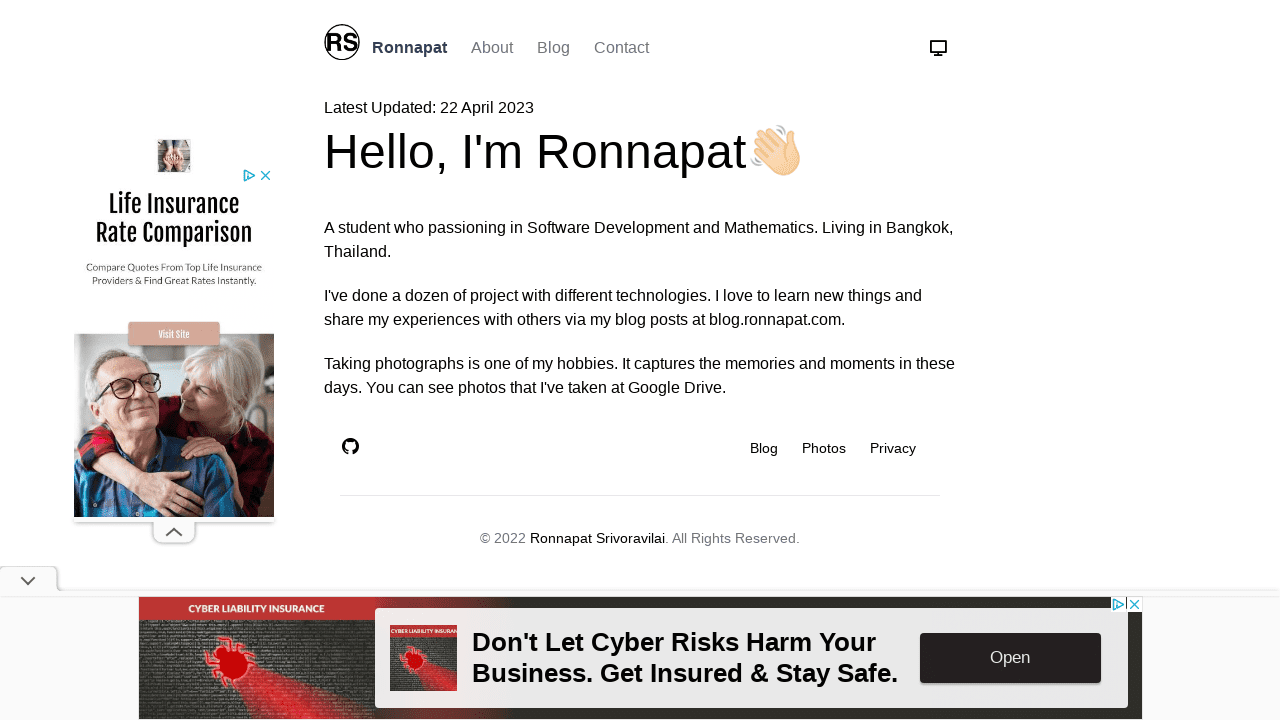 RS
Ronnapat About Blog Contact
Latest Updated: 22 April 2023
Hello, I'm Ronnapat👋🏼
Life Insurance
Rate Comparison
Compare Quotes From Top Life Insurance
Providers & Find Great Rates Instantly.
Visit Site
A student who passioning in Software Development and Mathematics. Living in Bangkok,
Thailand.
I've done a dozen of project with different technologies. I love to learn new things and
share my experiences with others via my blog posts at blog.ronnapat.com.
Taking photographs is one of my hobbies. It captures the memories and moments in these
days. You can see photos that I've taken at Google Drive.
Blog Photos Privacy
© 2022 Ronnapat Srivoravilai. All Rights Reserved.
CYBER LIABILITY INSURANCE
CYBER LIABILITY INSURAN
Don't Let Cyber Risks Harm Your
Business. Get Insured & Stay Safe.
Open